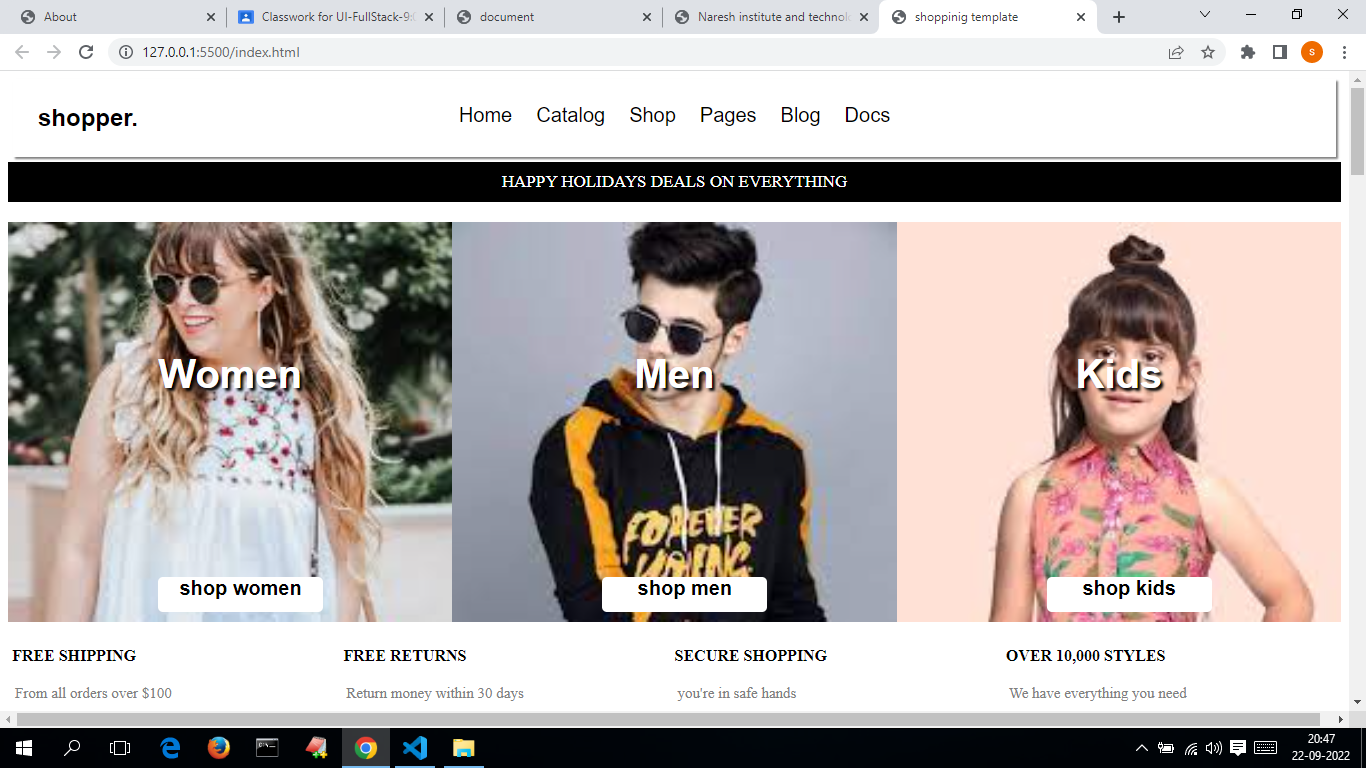 About
Classwork for UI-FullStack-9:0
document
Naresh institute and technol
shoppinig template
127.0.0.1:5500/index.html
s
shopper.
Home Catalog Shop Pages Blog Docs
HAPPY HOLIDAYS DEALS ON EVERYTHING
Women
Men
Kids
FOREVER
YOUNG
shop women
shop men
shop kids
FREE SHIPPING
From all orders over $100
FREE RETURNS
Return money within 30 days
SECURE SHOPPING
you're in safe hands
OVER 10,000 STYLES
We have everything you need
20:47
22-09-2022